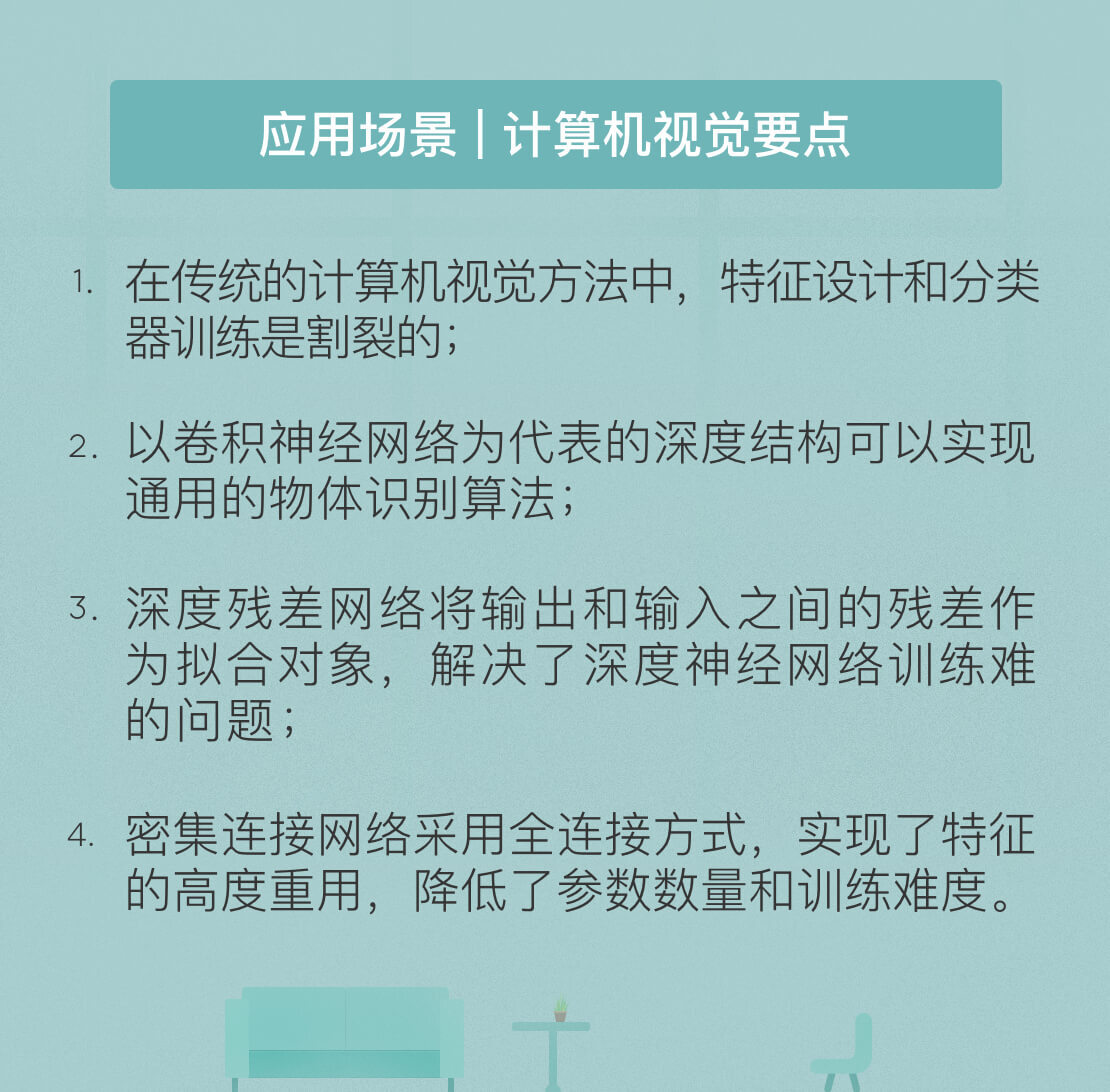 应用场景 | 计算机视觉要点
1. 在传统的计算机视觉方法中，特征设计和分类
器训练是割裂的；
2. 以卷积神经网络为代表的深度结构可以实现
通用的物体识别算法；
3. 深度残差网络将输出和输入之间的残差作
为拟合对象，解决了深度神经网络训练难
的问题；
4. 密集连接网络采用全连接方式，实现了特征
的高度重用，降低了参数数量和训练难度。